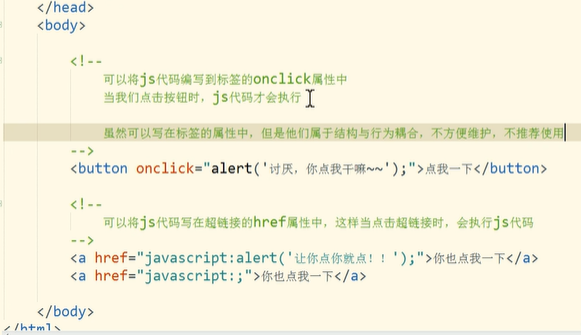 </head>
<body>
<!--
可以将js代码编写到标签的onclick属性中
当我们点击按钮时，js代码才会执行
虽然可以写在标签的属性中，但是他们属于结构与行为耦合，不方便维护，不推荐使用
-->
<button onclick="alert('讨厌，你点我干嘛~~');">点我一下</button>
<!--
可以将js代码写在超链接的href属性中，这样当点击超链接时，会执行js代码
-->
<a href="javascript:alert('让你点你就点！！');">你也点我一下</a>
<a href="javascript:;">你也点我一下</a>
</body>
</html>